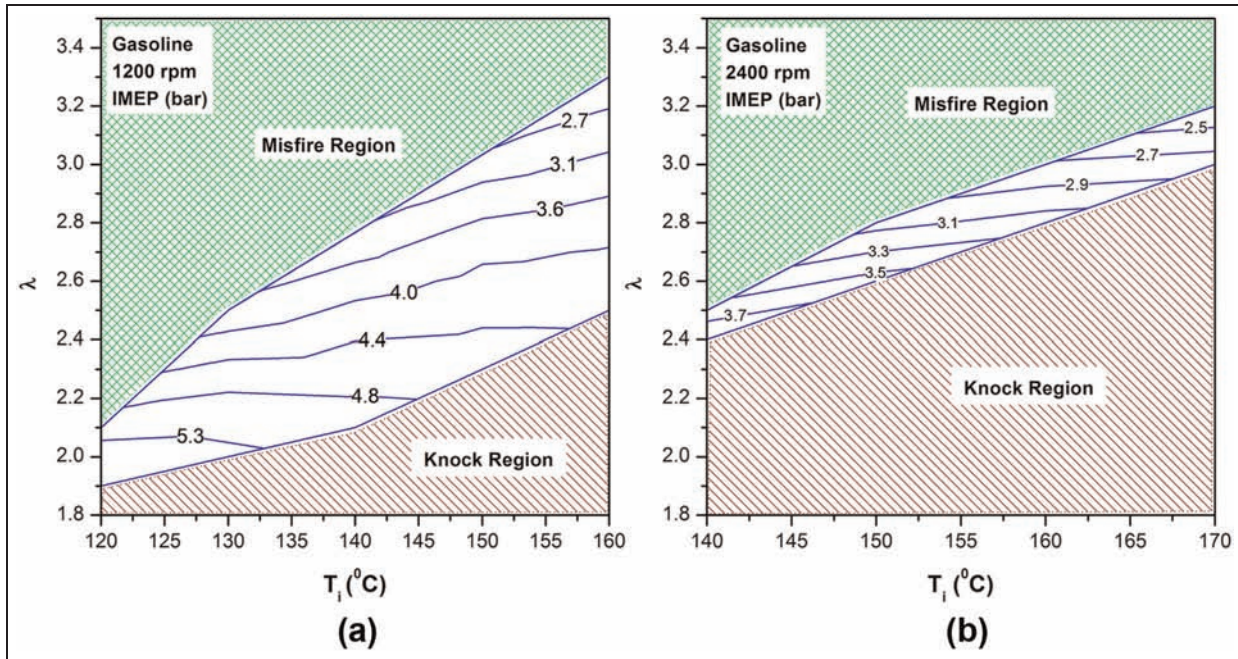 Gasoline
1200 rpm
IMEP (bar)
Misfire Region
Knock Region
2.7
3.1
3.6
4.0
4.4
4.8
5.3
3.4
3.2
3.0
2.8
2.6
2.4
2.2
2.0
1.8
λ
120 125 130 135 140 145 150 155 160
T_i (⁰C)
(a)
Gasoline
2400 rpm
IMEP (bar)
Misfire Region
Knock Region
2.5
2.7
2.9
3.1
3.3
3.5
3.7
3.4
3.2
3.0
2.8
2.6
2.4
2.2
2.0
1.8
λ
140 145 150 155 160 165 170
T_i (⁰C)
(b)